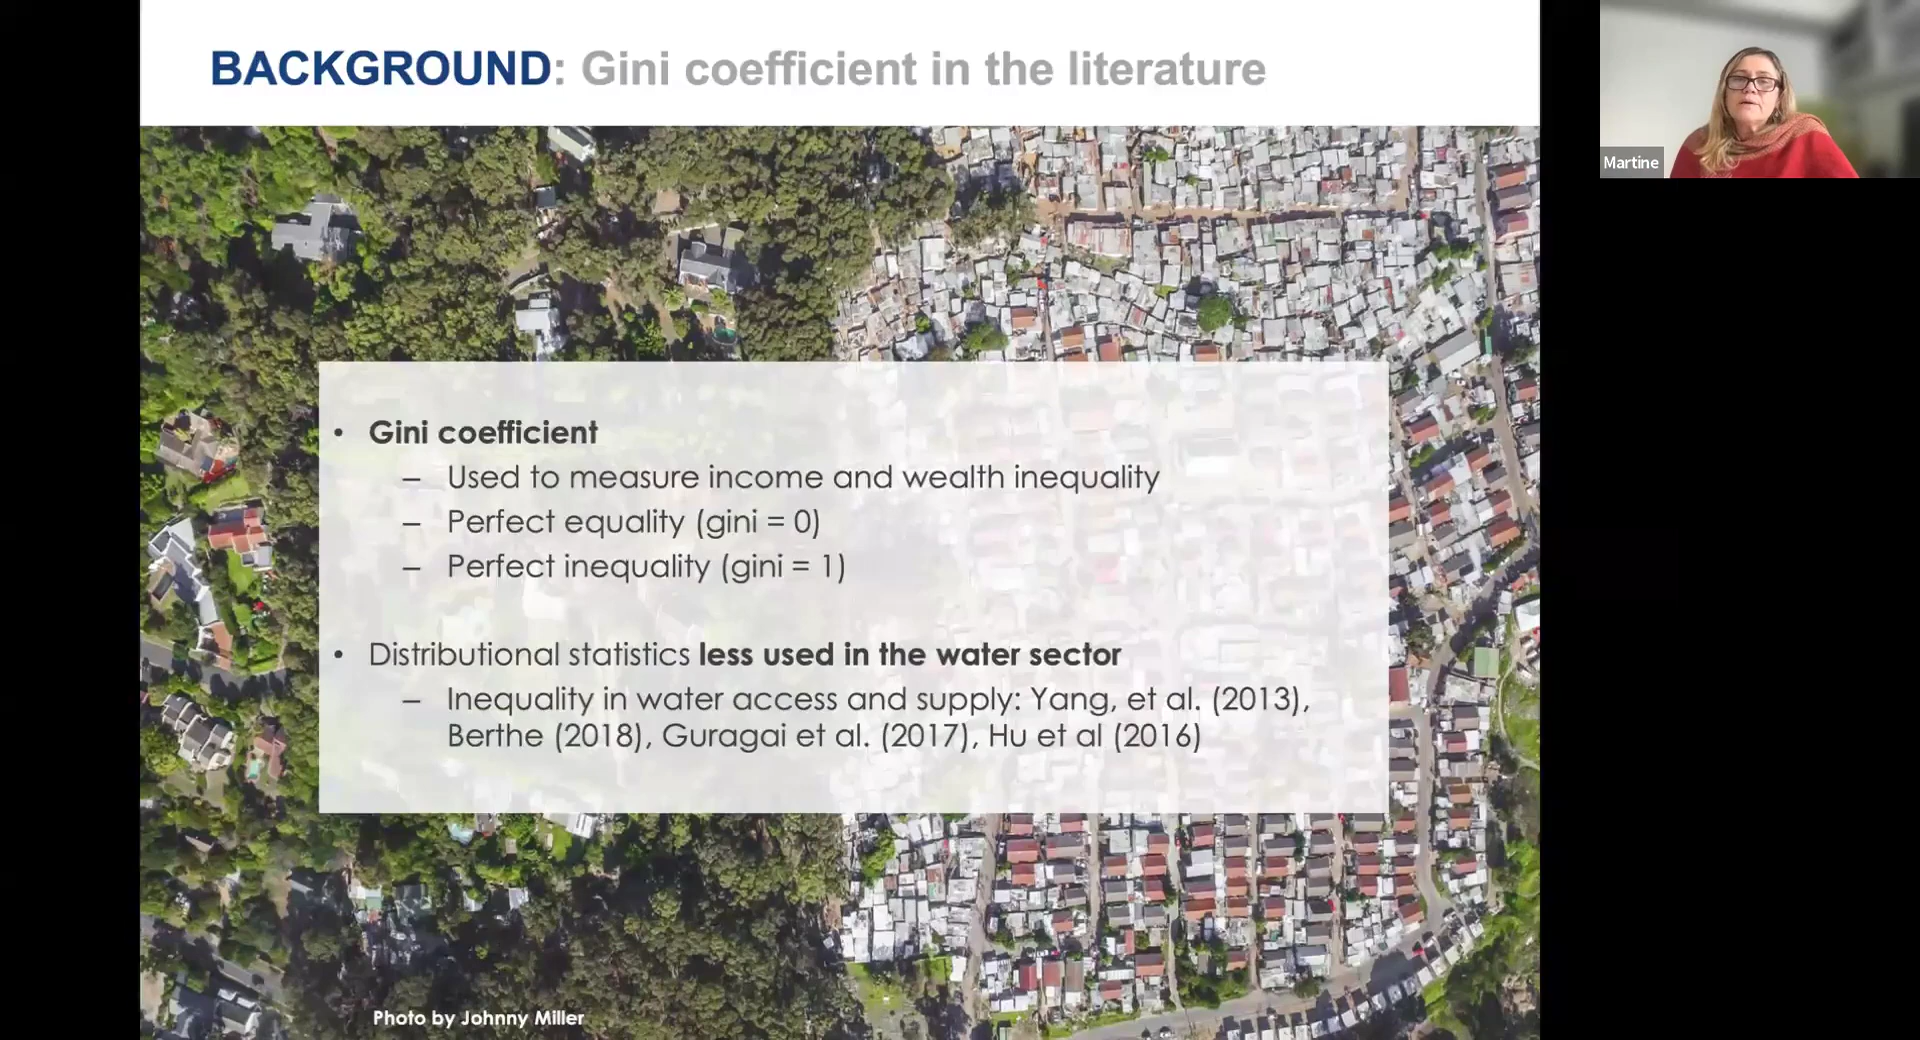 BACKGROUND: Gini coefficient in the literature
Martine
• Gini coefficient
– Used to measure income and wealth inequality
– Perfect equality (gini = 0)
– Perfect inequality (gini = 1)
• Distributional statistics less used in the water sector
– Inequality in water access and supply: Yang, et al. (2013),
Berthe (2018), Guragai et al. (2017), Hu et al (2016)
Photo by Johnny Miller